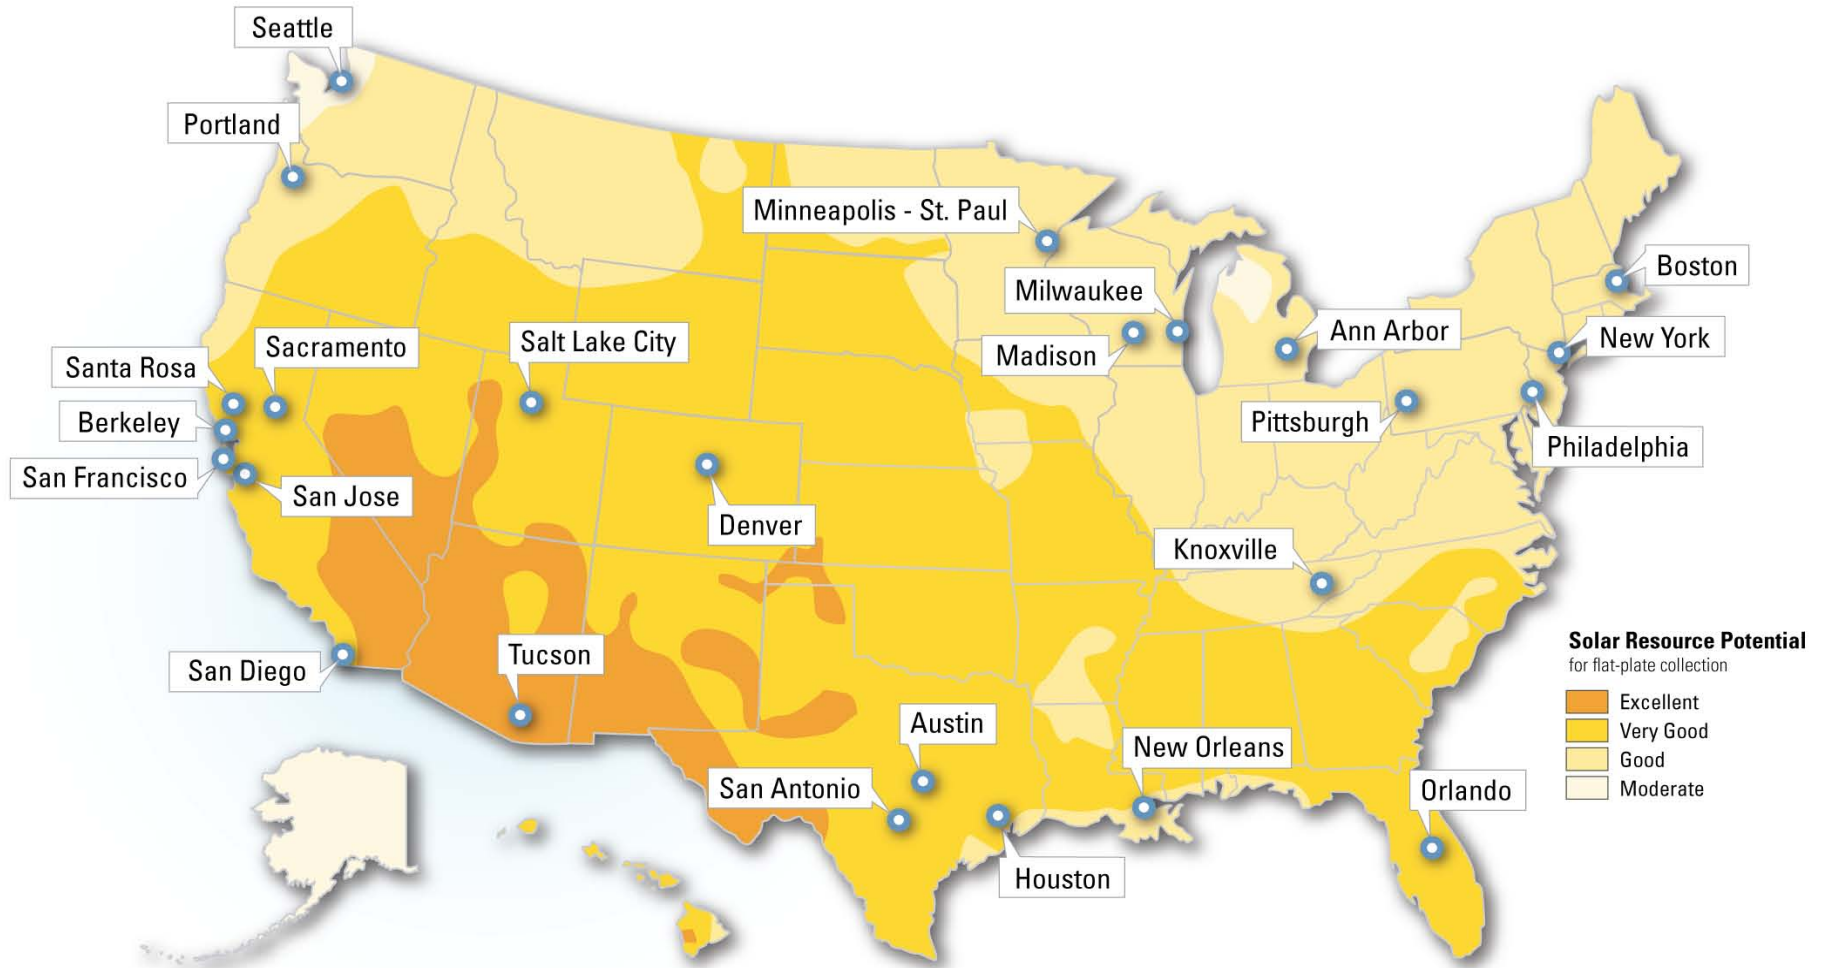 Seattle
Portland
Minneapolis - St. Paul
Boston
Milwaukee
Ann Arbor
New York
Madison
Santa Rosa
Sacramento
Salt Lake City
Berkeley
Pittsburgh
Philadelphia
San Francisco
San Jose
Denver
Knoxville
San Diego
Tucson
Solar Resource Potential
for flat-plate collection
Excellent
Very Good
Good
Moderate
Austin
New Orleans
San Antonio
Orlando
Houston